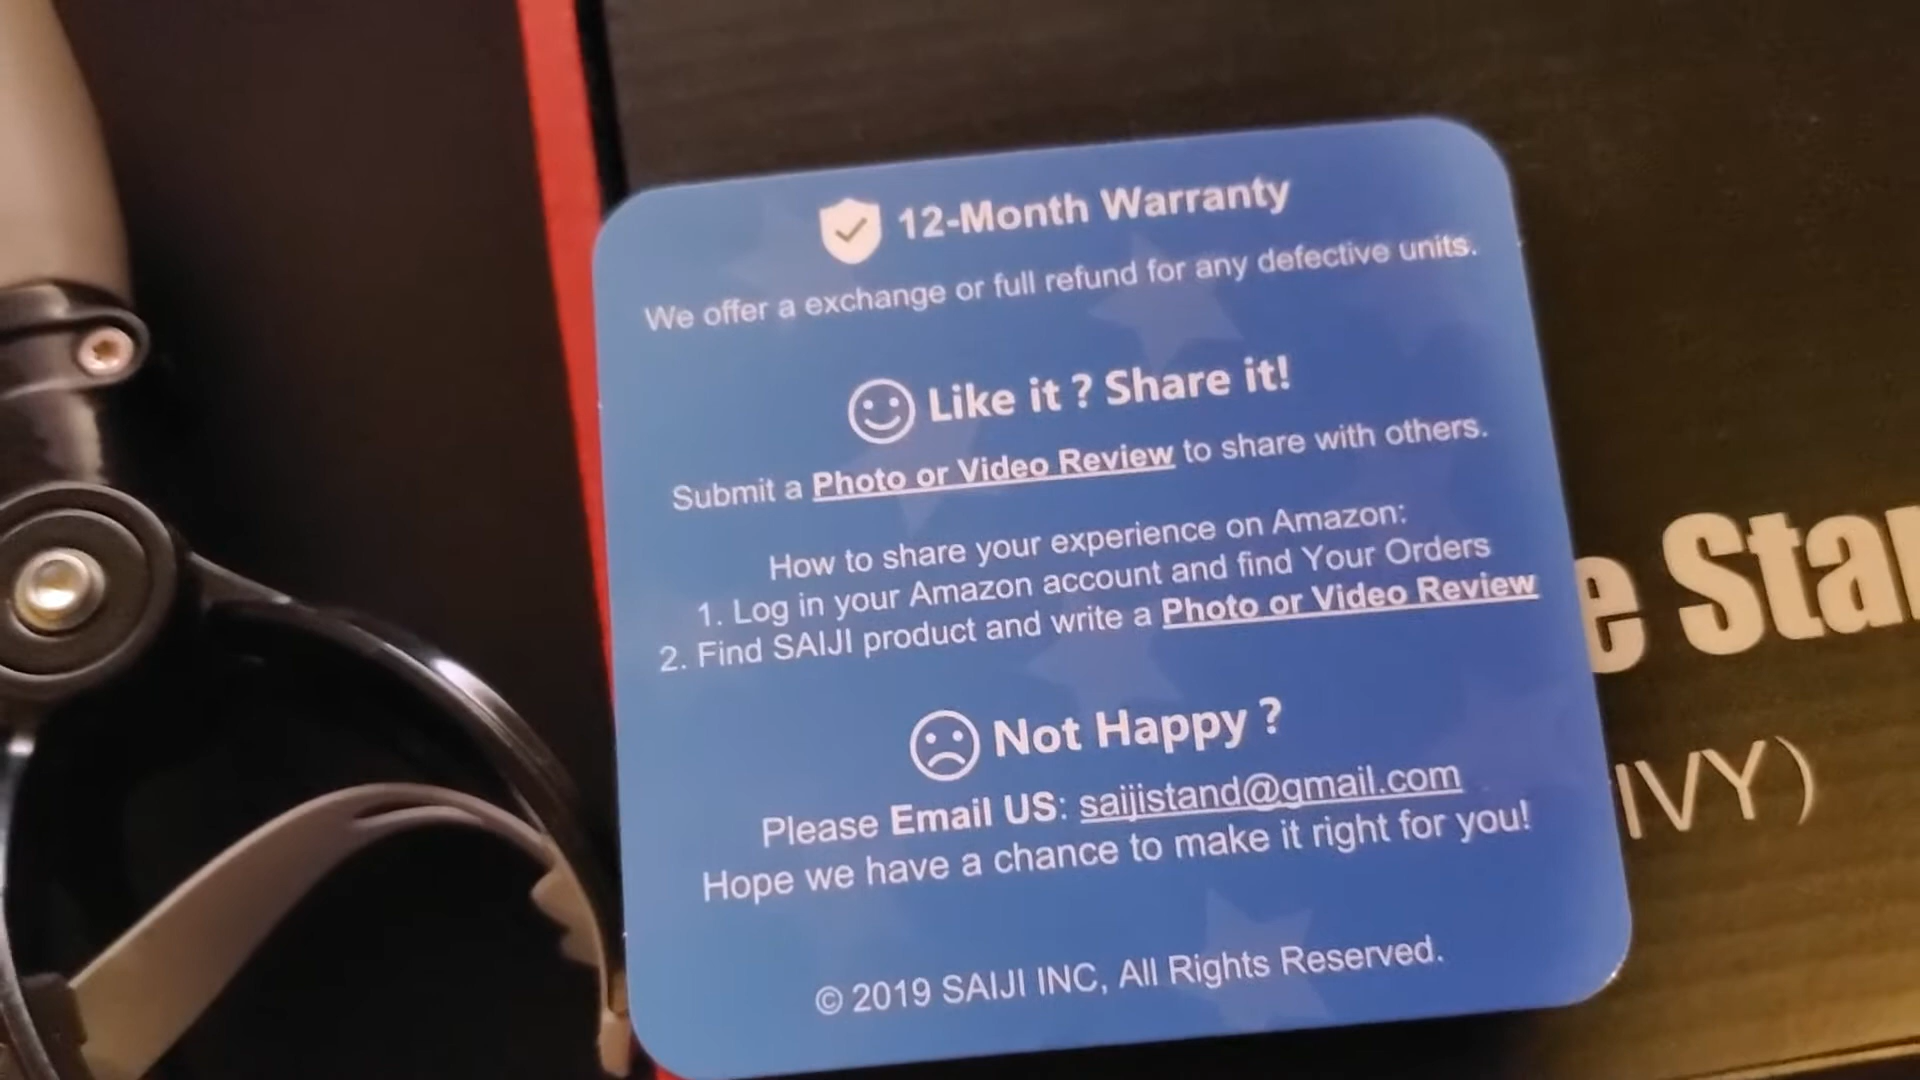 12-Month Warranty
We offer a exchange or full refund for any defective units.
Like it ? Share it!
Submit a Photo or Video Review to share with others.
How to share your experience on Amazon:
1. Log in your Amazon account and find Your Orders
2. Find SAIJI product and write a Photo or Video Review
Not Happy ?
Please Email US: saijistand@gmail.com
Hope we have a chance to make it right for you!
© 2019 SAIJI INC, All Rights Reserved.